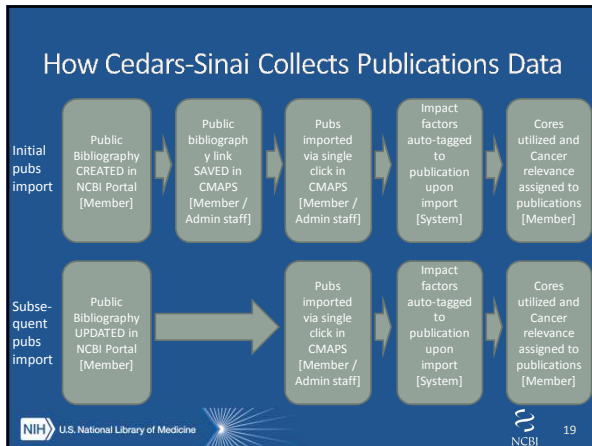 How Cedars-Sinai Collects Publications Data
Initial
pubs
import
Public
Bibliography
CREATED in
NCBI Portal
[Member]
Public
bibliograph
y link
SAVED in
CMAPS
[Member /
Admin staff]
Pubs
imported
via single
click in
CMAPS
[Member /
Admin staff]
Impact
factors
auto-tagged
to
publication
upon
import
[System]
Cores
utilized and
Cancer
relevance
assigned to
publications
[Member]
Subse-
quent
pubs
import
Public
Bibliography
UPDATED in
NCBI Portal
[Member]
Pubs
imported
via single
click in
CMAPS
[Member /
Admin staff]
Impact
factors
auto-tagged
to
publication
upon
import
[System]
Cores
utilized and
Cancer
relevance
assigned to
publications
[Member]
NIH U.S. National Library of Medicine
NCBI
19